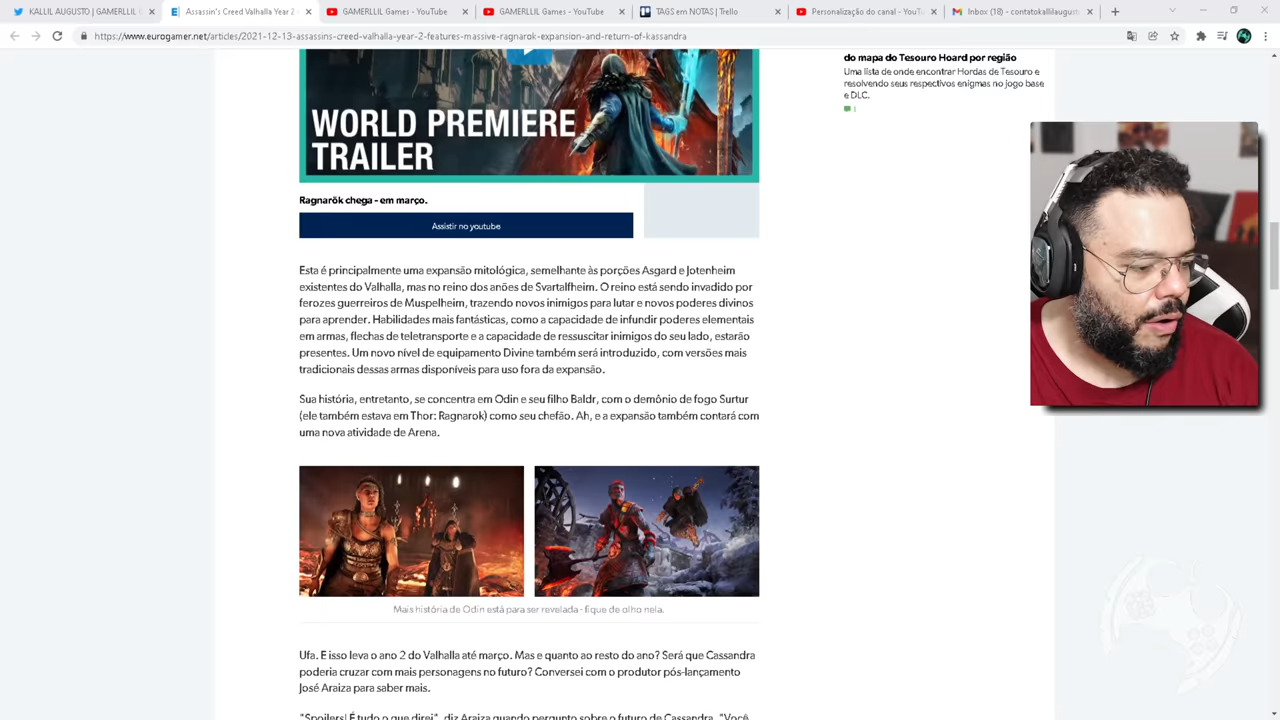 KALLIL AUGUSTO | GAMERLLIL
Assassin's Creed Valhalla Year 2
GAMERLLIL Games - YouTube
GAMERLLIL Games - YouTube
TAGS em NOTAS | Trello
Personalização do canal - YouTu
Inbox (18) - contatokallilaugust
https://www.eurogamer.net/articles/2021-12-13-assassins-creed-valhalla-year-2-features-massive-ragnarok-expansion-and-return-of-kassandra
WORLD PREMIERE
TRAILER
do mapa do Tesouro Hoard por região
Uma lista de onde encontrar Hordas de Tesouro e
resolvendo seus respectivos enigmas no jogo base
e DLC.
1
Ragnarök chega - em março.
Assistir no youtube
Esta é principalmente uma expansão mitológica, semelhante às porções Asgard e Jotenheim
existentes do Valhalla, mas no reino dos anões de Svartalfheim. O reino está sendo invadido por
ferozes guerreiros de Muspelheim, trazendo novos inimigos para lutar e novos poderes divinos
para aprender. Habilidades mais fantásticas, como a capacidade de infundir poderes elementais
em armas, flechas de teletransporte e a capacidade de ressuscitar inimigos do seu lado, estarão
presentes. Um novo nível de equipamento Divine também será introduzido, com versões mais
tradicionais dessas armas disponíveis para uso fora da expansão.
Sua história, entretanto, se concentra em Odin e seu filho Baldr, com o demônio de fogo Surtur
(ele também estava em Thor: Ragnarok) como seu chefão. Ah, e a expansão também contará com
uma nova atividade de Arena.
Mais história de Odin está para ser revelada - fique de olho nela.
Ufa. E isso leva o ano 2 do Valhalla até março. Mas e quanto ao resto do ano? Será que Cassandra
poderia cruzar com mais personagens no futuro? Conversei com o produtor pós-lançamento
José Araiza para saber mais.
"Spoilers! É tudo o que direi", diz Araiza quando pergunto sobre o futuro de Cassandra. "Você